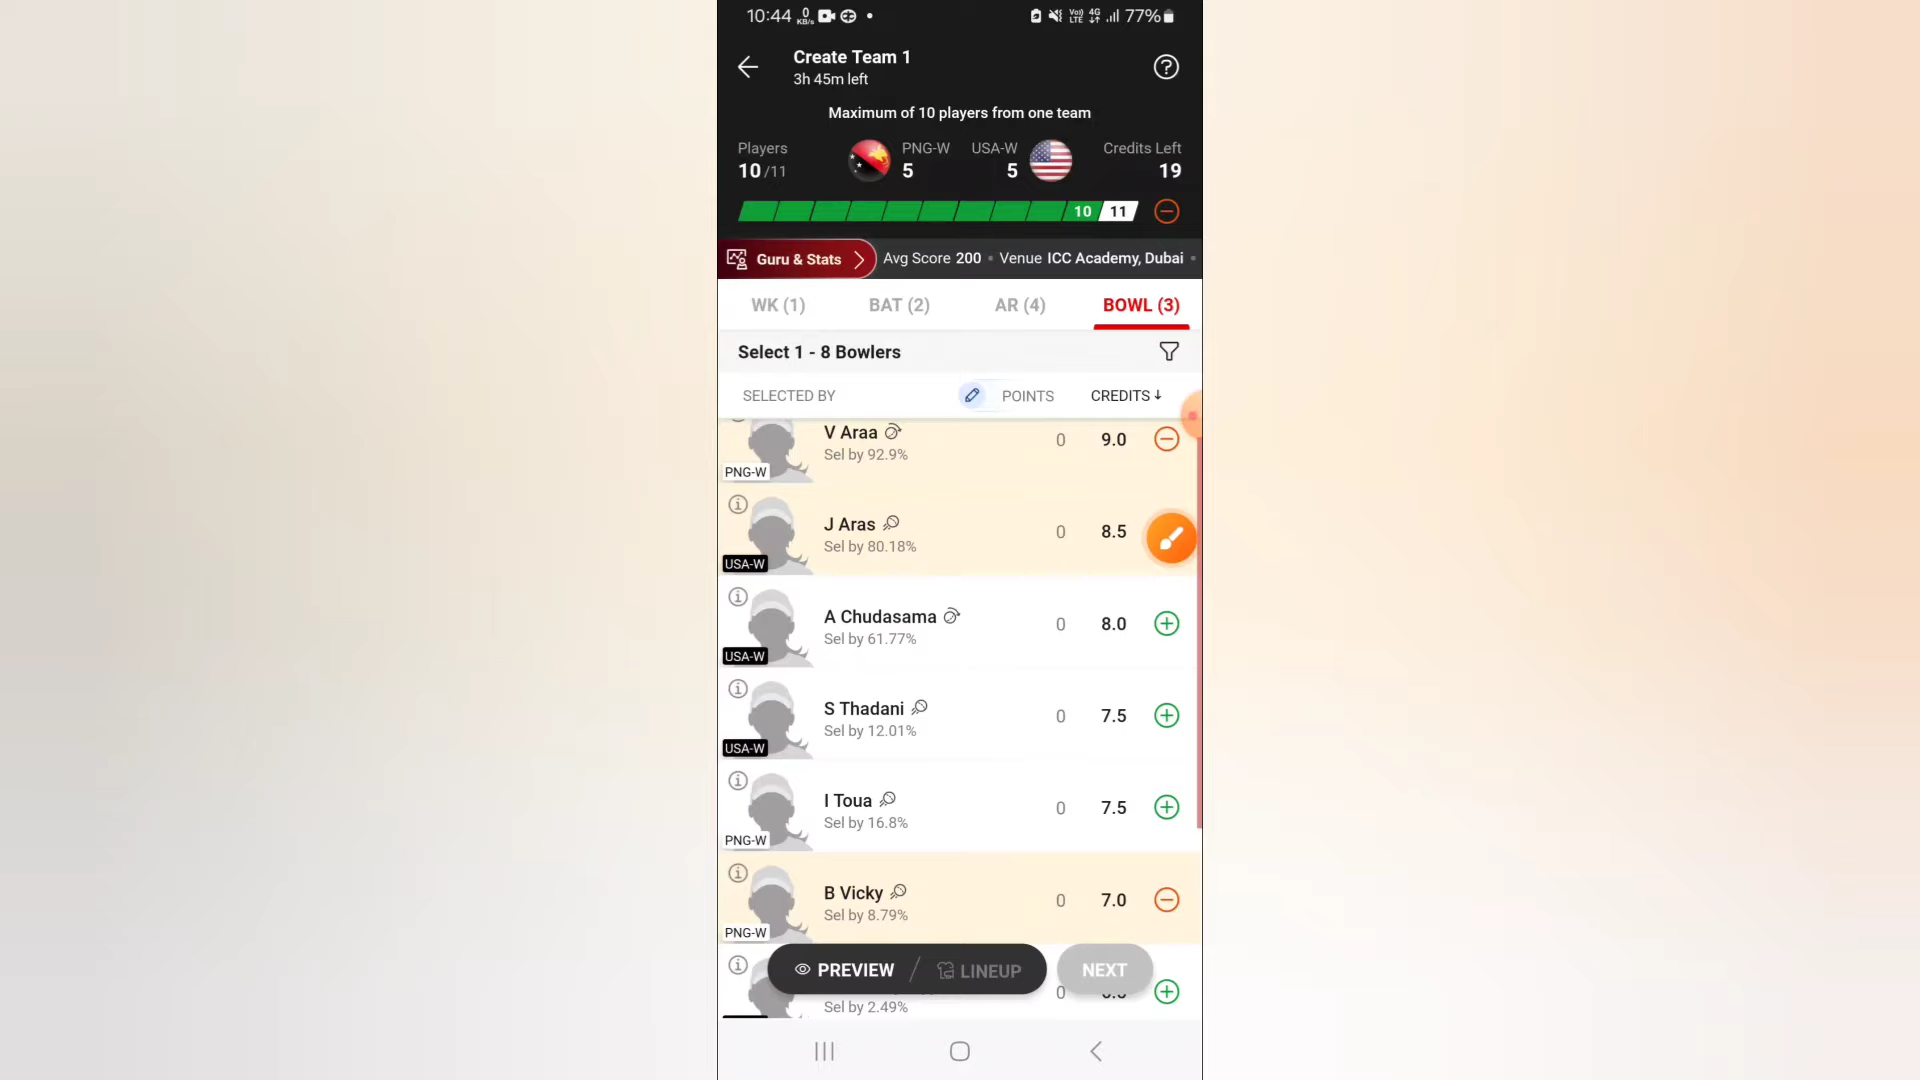 10:44 0 KB/s Vo) LTE 4G 77%
Create Team 1
3h 45m left
Maximum of 10 players from one team
Players PNG-W USA-W Credits Left
10/11 5 5 19
10 11
Guru & Stats Avg Score 200 • Venue ICC Academy, Dubai •
WK (1) BAT (2) AR (4) BOWL (3)
Select 1 - 8 Bowlers
SELECTED BY POINTS CREDITS↓
V Araa 0 9.0
Sel by 92.9%
PNG-W
J Aras 0 8.5
Sel by 80.18%
USA-W
A Chudasama 0 8.0
Sel by 61.77%
USA-W
S Thadani 0 7.5
Sel by 12.01%
USA-W
I Toua 0 7.5
Sel by 16.8%
PNG-W
B Vicky 0 7.0
Sel by 8.79%
PNG-W
PREVIEW / LINEUP NEXT
0
Sel by 2.49%